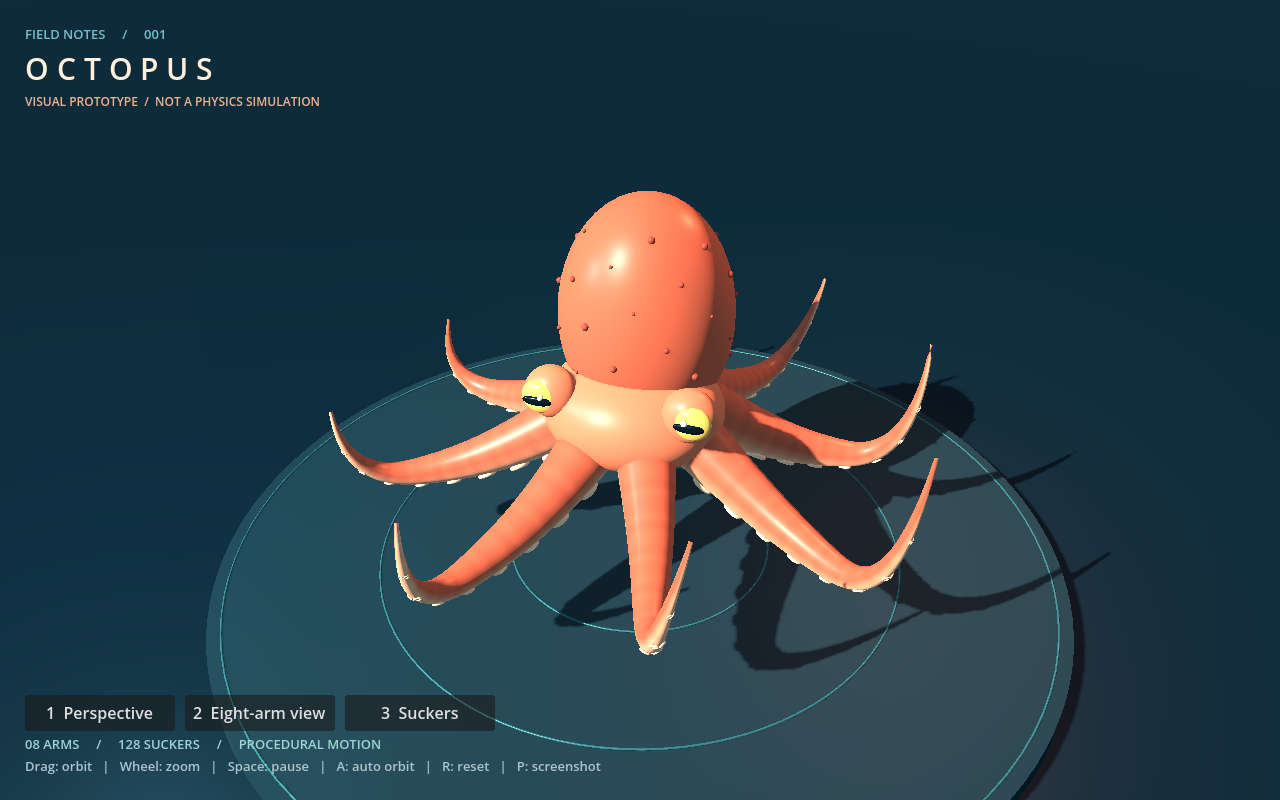 FIELD NOTES / 001
OCTOPUS
VISUAL PROTOTYPE / NOT A PHYSICS SIMULATION
1 Perspective 2 Eight-arm view 3 Suckers
08 ARMS / 128 SUCKERS / PROCEDURAL MOTION
Drag: orbit | Wheel: zoom | Space: pause | A: auto orbit | R: reset | P: screenshot